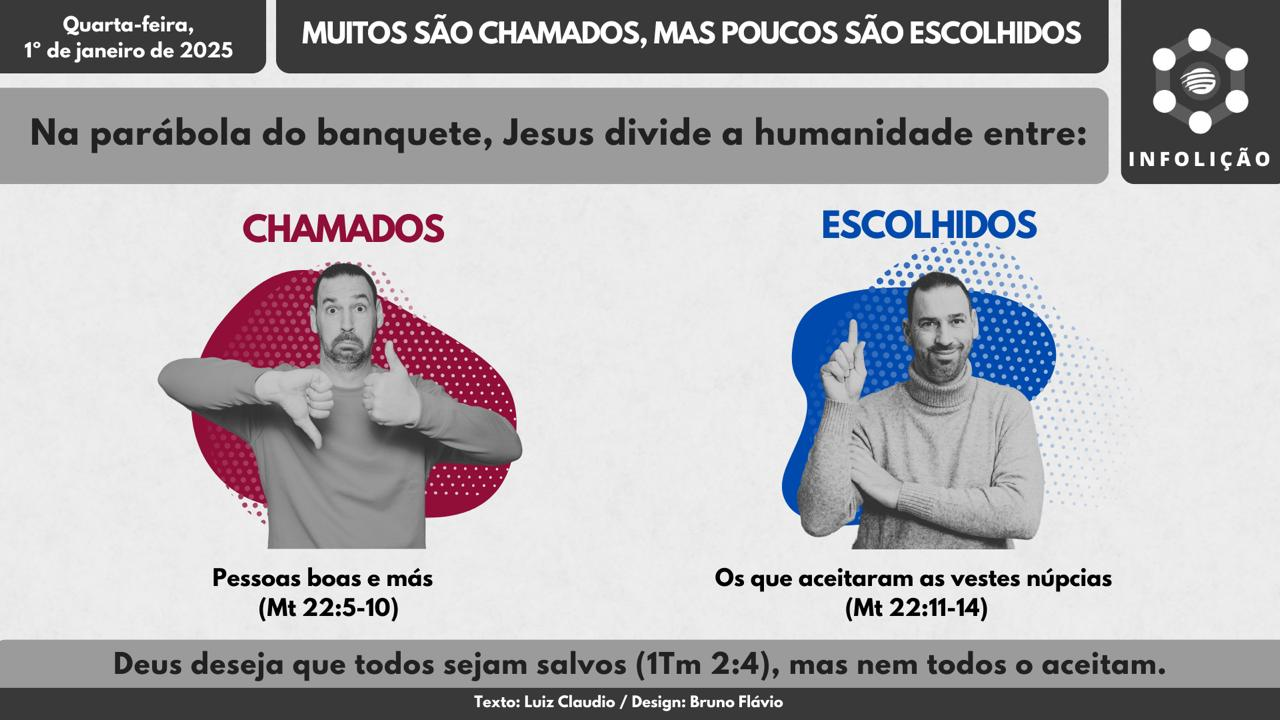 Quarta-feira,
1º de janeiro de 2025
MUITOS SÃO CHAMADOS, MAS POUCOS SÃO ESCOLHIDOS
INFOLIÇÃO
Na parábola do banquete, Jesus divide a humanidade entre:
CHAMADOS
Pessoas boas e más
(Mt 22:5-10)
ESCOLHIDOS
Os que aceitaram as vestes núpcias
(Mt 22:11-14)
Deus deseja que todos sejam salvos (1Tm 2:4), mas nem todos o aceitam.
Texto: Luiz Claudio / Design: Bruno Flávio